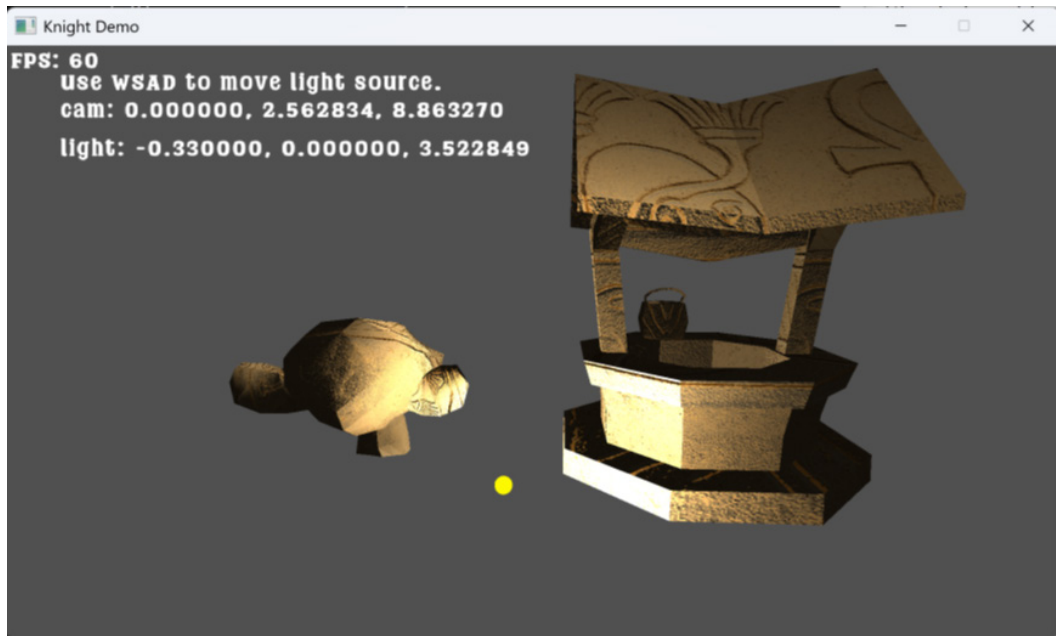 Knight Demo
FPS: 60
Use WSAD to move light source.
cam: 0.000000, 2.562834, 8.863270
light: -0.330000, 0.000000, 3.522849